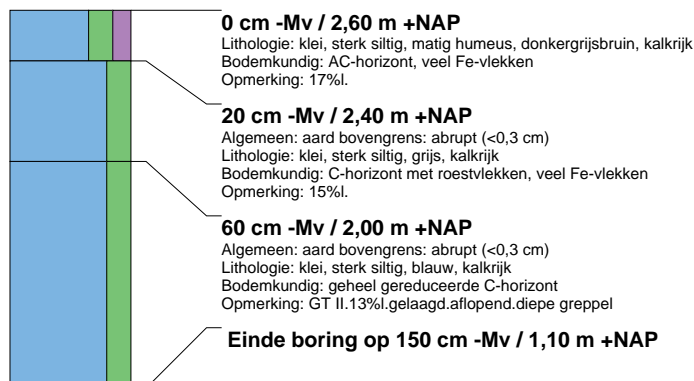 0 cm -Mv / 2,60 m +NAP
Lithologie: klei, sterk siltig, matig humeus, donkergrijsbruin, kalkrijk
Bodemkundig: AC-horizont, veel Fe-vlekken
Opmerking: 17%l.
20 cm -Mv / 2,40 m +NAP
Algemeen: aard bovengrens: abrupt (<0,3 cm)
Lithologie: klei, sterk siltig, grijs, kalkrijk
Bodemkundig: C-horizont met roestvlekken, veel Fe-vlekken
Opmerking: 15%l.
60 cm -Mv / 2,00 m +NAP
Algemeen: aard bovengrens: abrupt (<0,3 cm)
Lithologie: klei, sterk siltig, blauw, kalkrijk
Bodemkundig: geheel gereduceerde C-horizont
Opmerking: GT II.13%l.gelaagd.aflopend.diepe greppel
Einde boring op 150 cm -Mv / 1,10 m +NAP